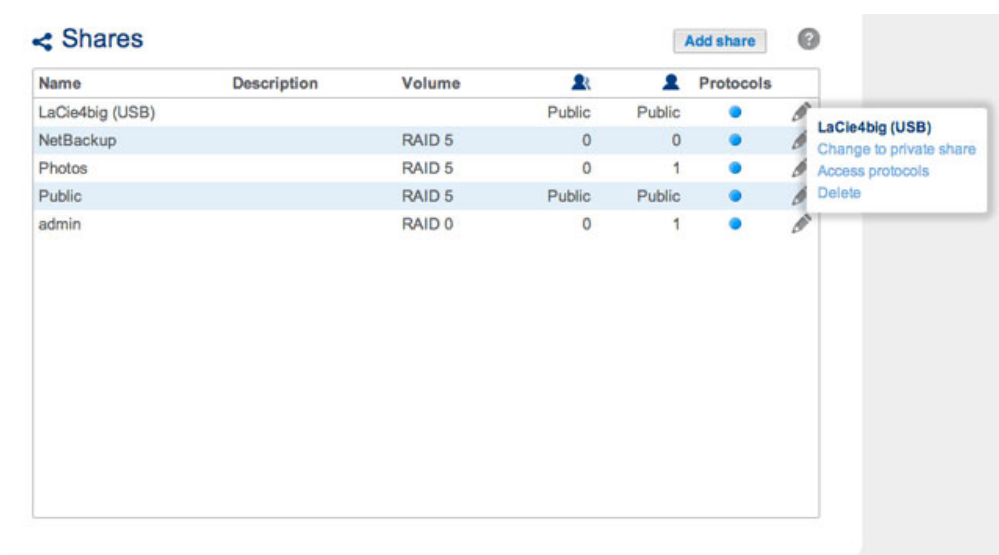 Shares
Add share
?
Name Description Volume Protocols
LaCie4big (USB) Public Public
NetBackup RAID 5 0 0
Photos RAID 5 0 1
Public RAID 5 Public Public
admin RAID 0 0 1
LaCie4big (USB)
Change to private share
Access protocols
Delete